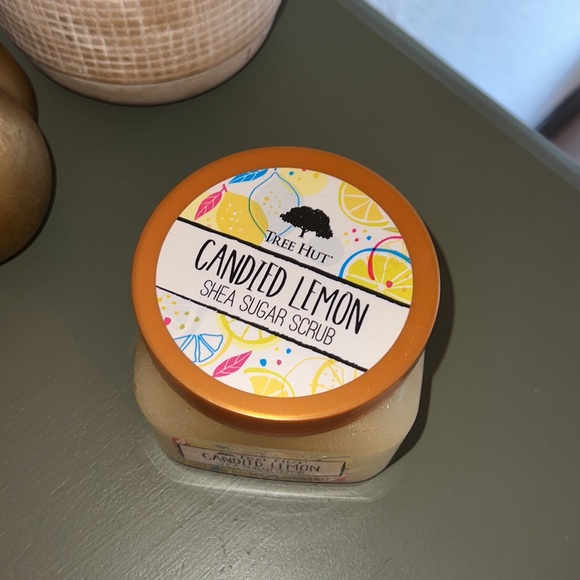 TREE HUT
CANDIED LEMON
SHEA SUGAR SCRUB
CANDIED LEMON